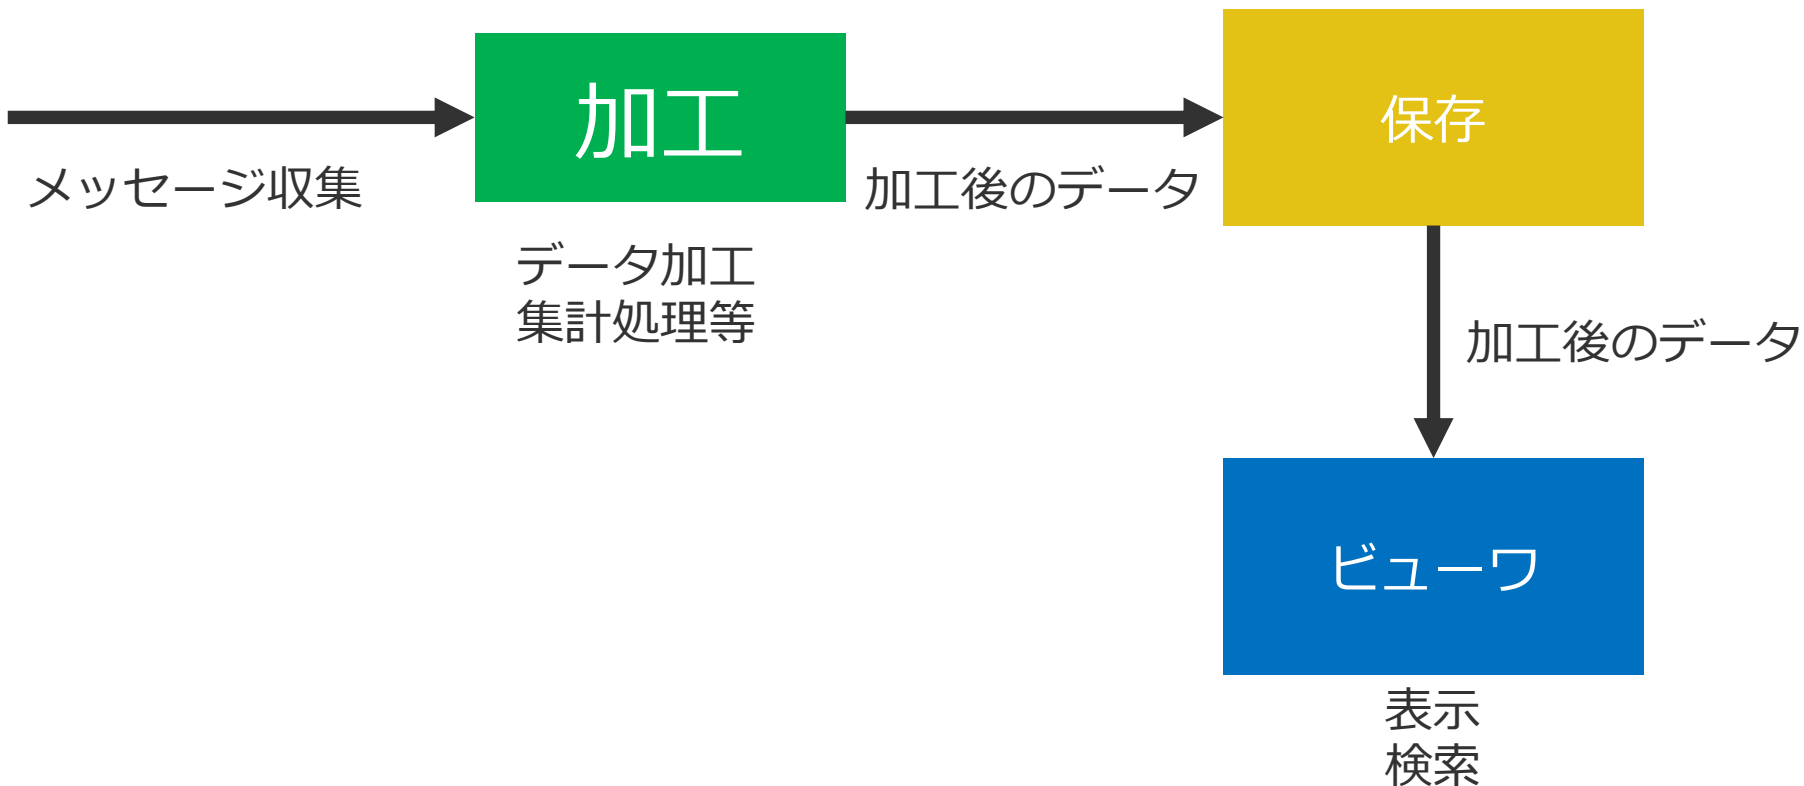 加工
保存
メッセージ収集
加工後のデータ
データ加工
集計処理等
加工後のデータ
ビューワ
表示
検索